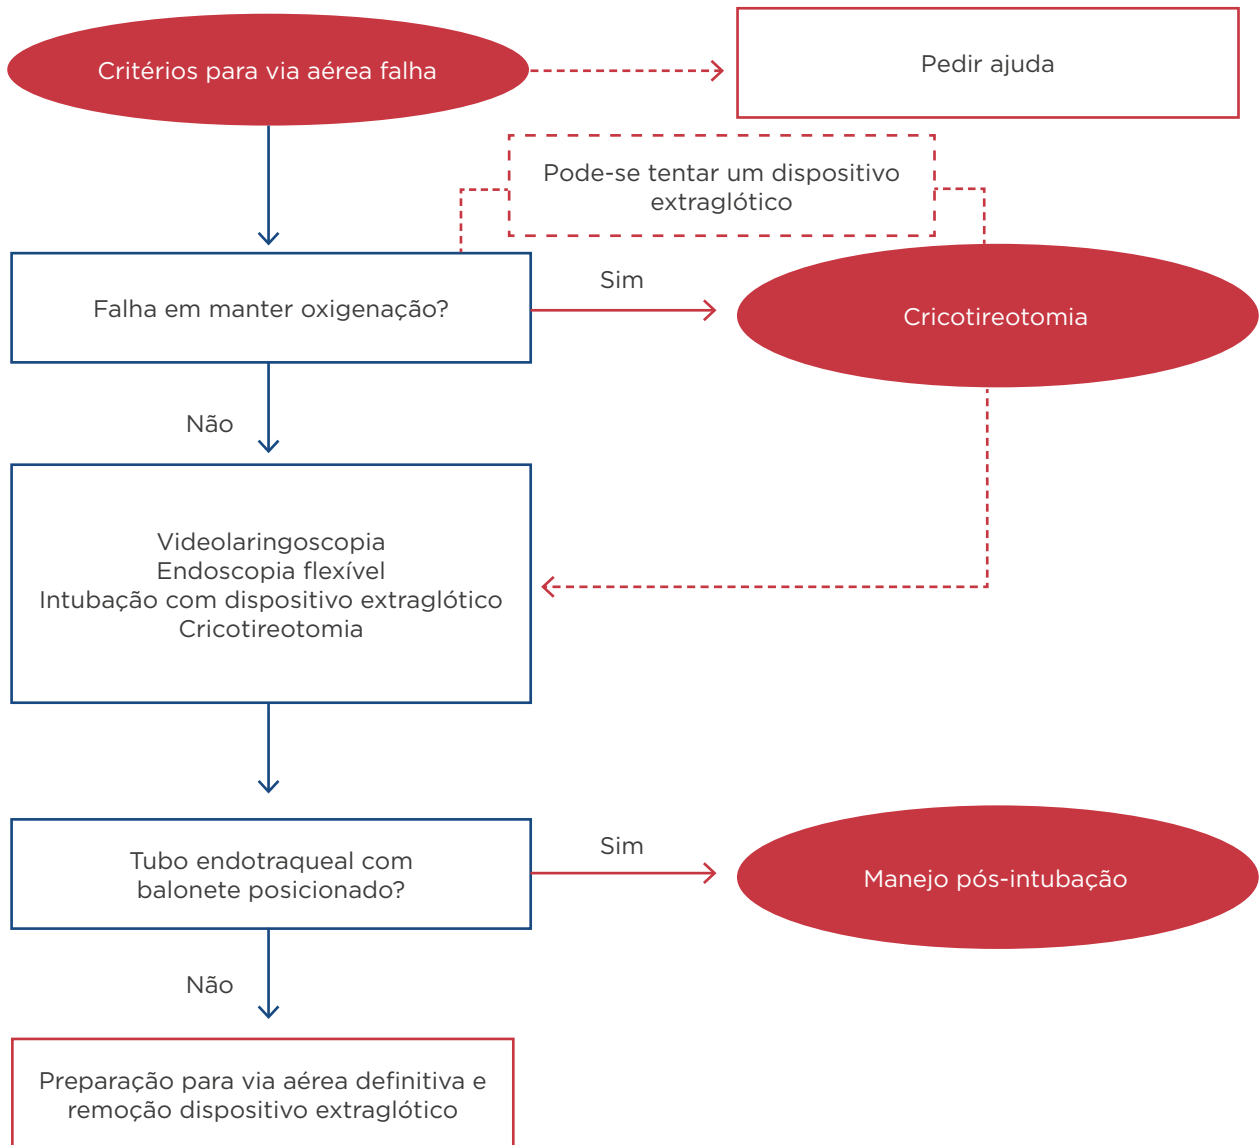 Critérios para via aérea falha
Pedir ajuda
Pode-se tentar um dispositivo
extraglótico
Falha em manter oxigenação?
Sim
Cricotireotomia
Não
Videolaringoscopia
Endoscopia flexível
Intubação com dispositivo extraglótico
Cricotireotomia
Tubo endotraqueal com
balonete posicionado?
Sim
Manejo pós-intubação
Não
Preparação para via aérea definitiva e
remoção dispositivo extraglótico